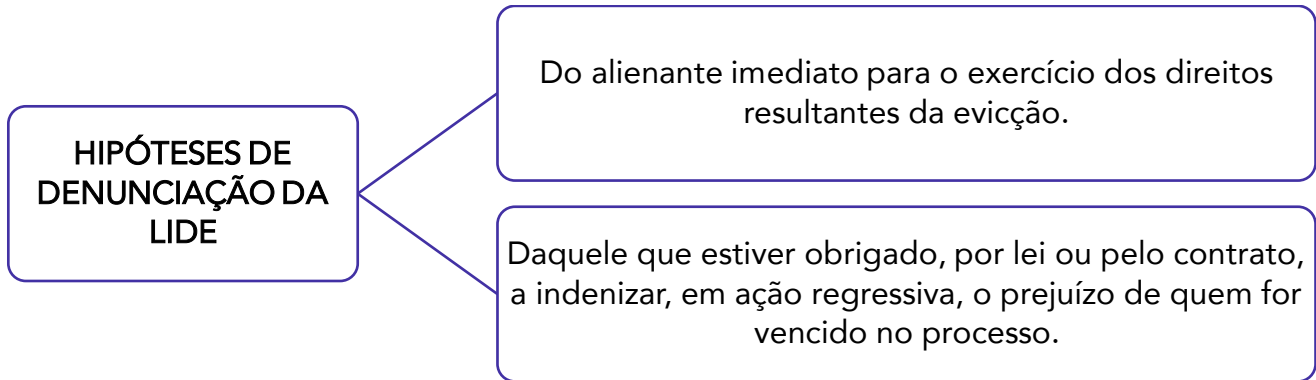 HIPÓTESES DE
DENUNCIAÇÃO DA
LIDE
Do alienante imediato para o exercício dos direitos
resultantes da evicção.
Daquele que estiver obrigado, por lei ou pelo contrato,
a indenizar, em ação regressiva, o prejuízo de quem for
vencido no processo.